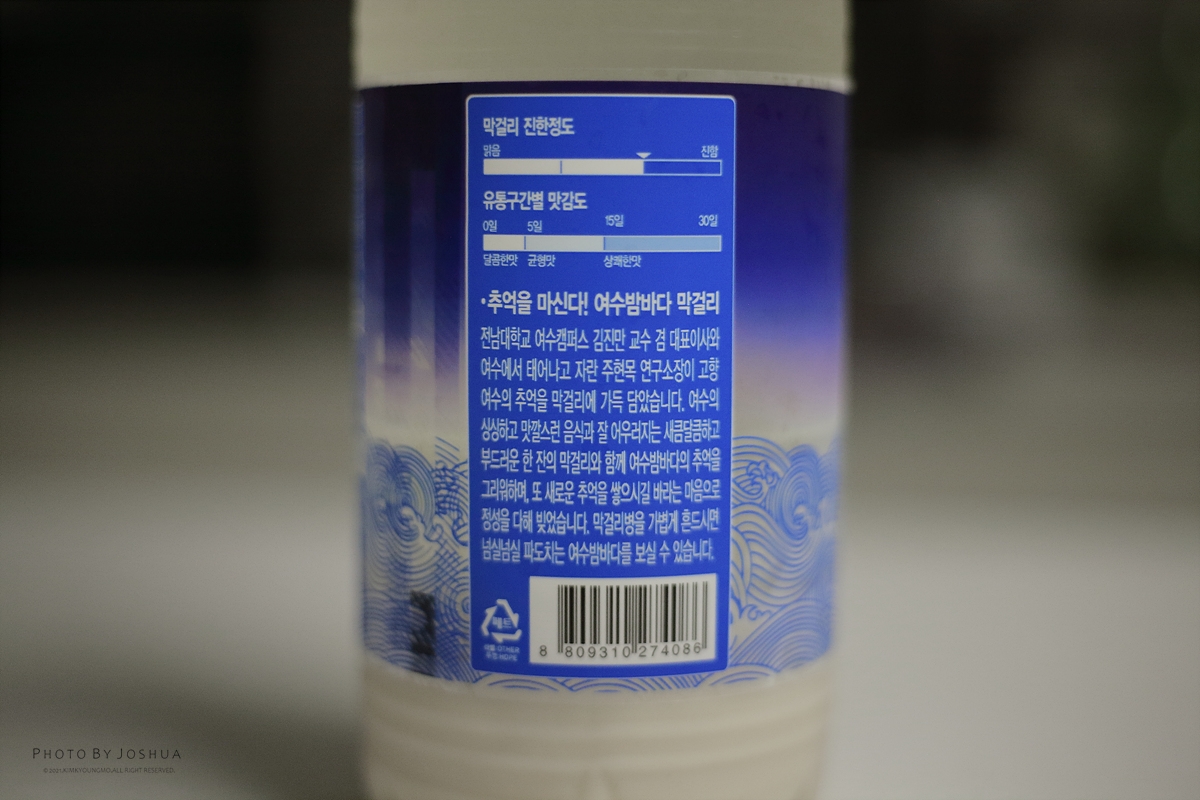 막걸리 진한정도
맑음 진함
유통구간별 맛감도
0일 5일 15일 30일
달콤한맛 균형맛 상쾌한맛
•추억을 마신다! 여수밤바다 막걸리
전남대학교 여수캠퍼스 김진만 교수 겸 대표이사와
여수에서 태어나고 자란 주현목 연구소장이 고향
여수의 추억을 막걸리에 가득 담았습니다. 여수의
싱싱하고 맛깔스런 음식과 잘 어우러지는 새콤달콤하고
부드러운 한 잔의 막걸리와 함께 여수밤바다의 추억을
그리워하며, 또 새로운 추억을 쌓으시길 바라는 마음으로
정성을 다해 빚었습니다. 막걸리병을 가볍게 흔드시면
넘실넘실 파도치는 여수밤바다를 보실 수 있습니다.
페트
8 809310 274086
PHOTO BY JOSHUA
©2021.KIMKYOUNGMO.ALL RIGHT RESERVED.